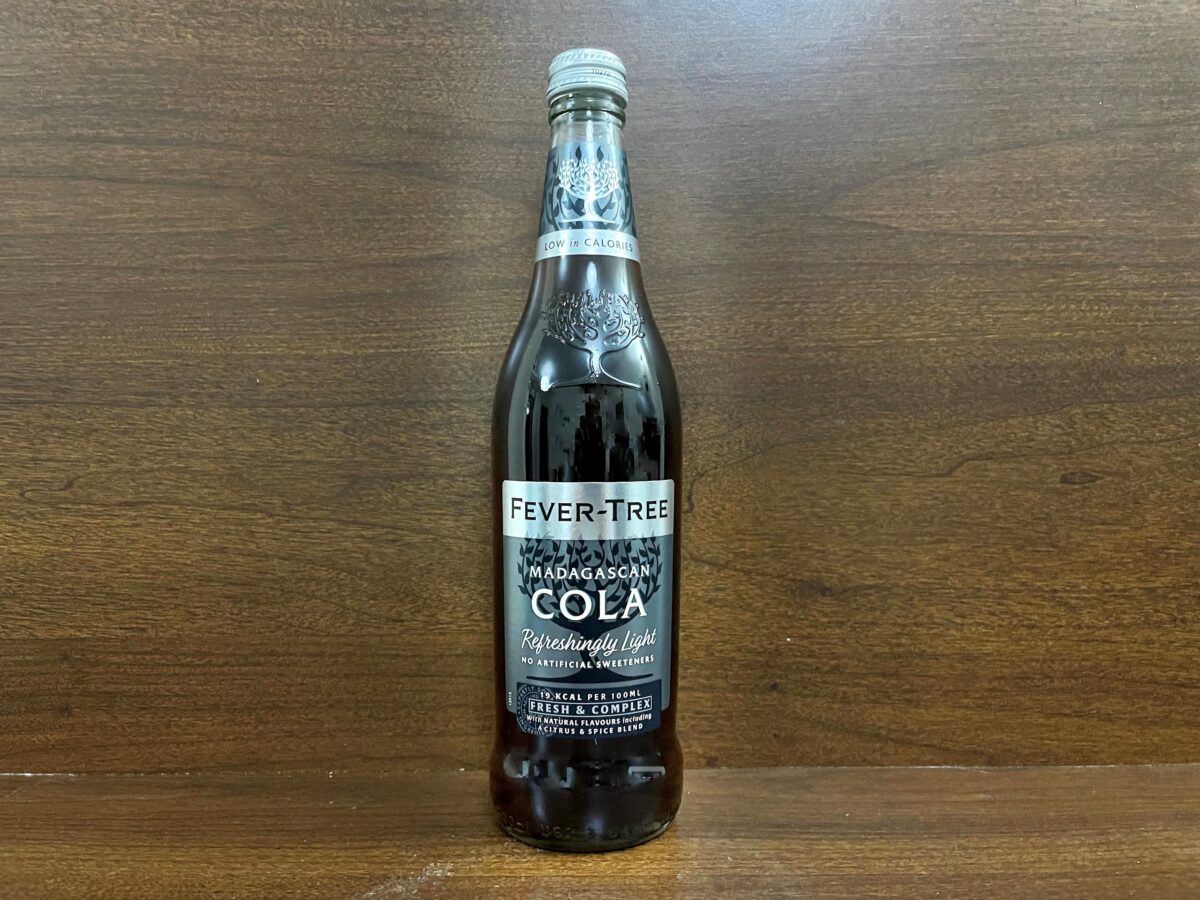 LOW in CALORIES
FEVER-TREE
MADAGASCAN
COLA
Refreshingly Light
NO ARTIFICIAL SWEETENERS
19 KCAL PER 100ML
FRESH & COMPLEX
With NATURAL FLAVOURS including
A CITRUS & SPICE BLEND